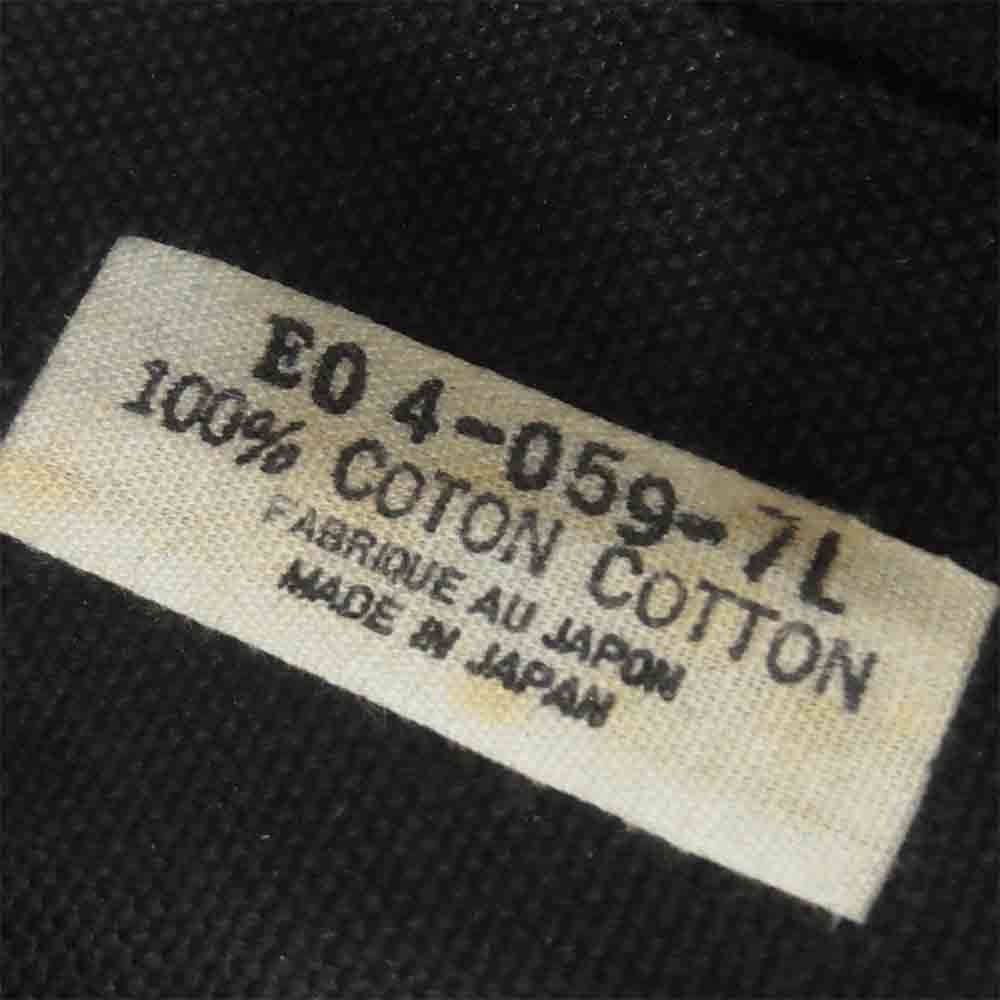 E0 4-059-7L
100% COTON COTTON
FABRIQUE AU JAPON
MADE IN JAPAN